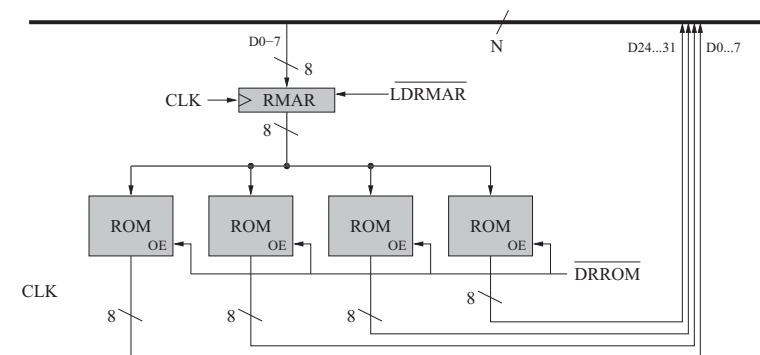 D0−7
N
D24...31
D0...7
8
CLK
RMAR
LDRMAR
8
ROM
ROM
ROM
ROM
OE
OE
OE
OE
DRROM
CLK
8
8
8
8